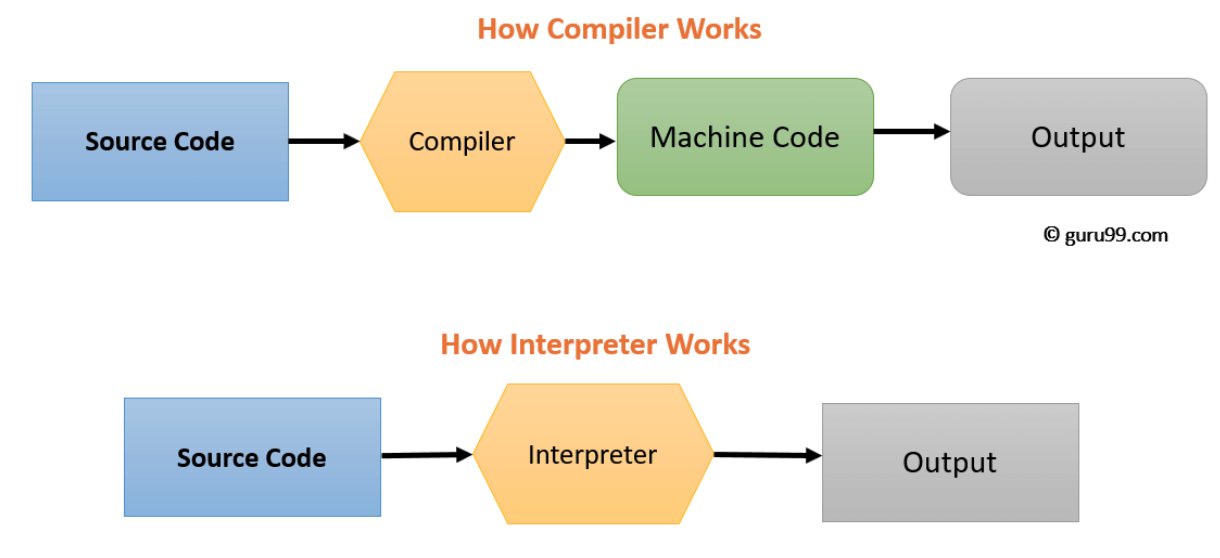 How Compiler Works
Source Code
Compiler
Machine Code
Output
© guru99.com
How Interpreter Works
Source Code
Interpreter
Output